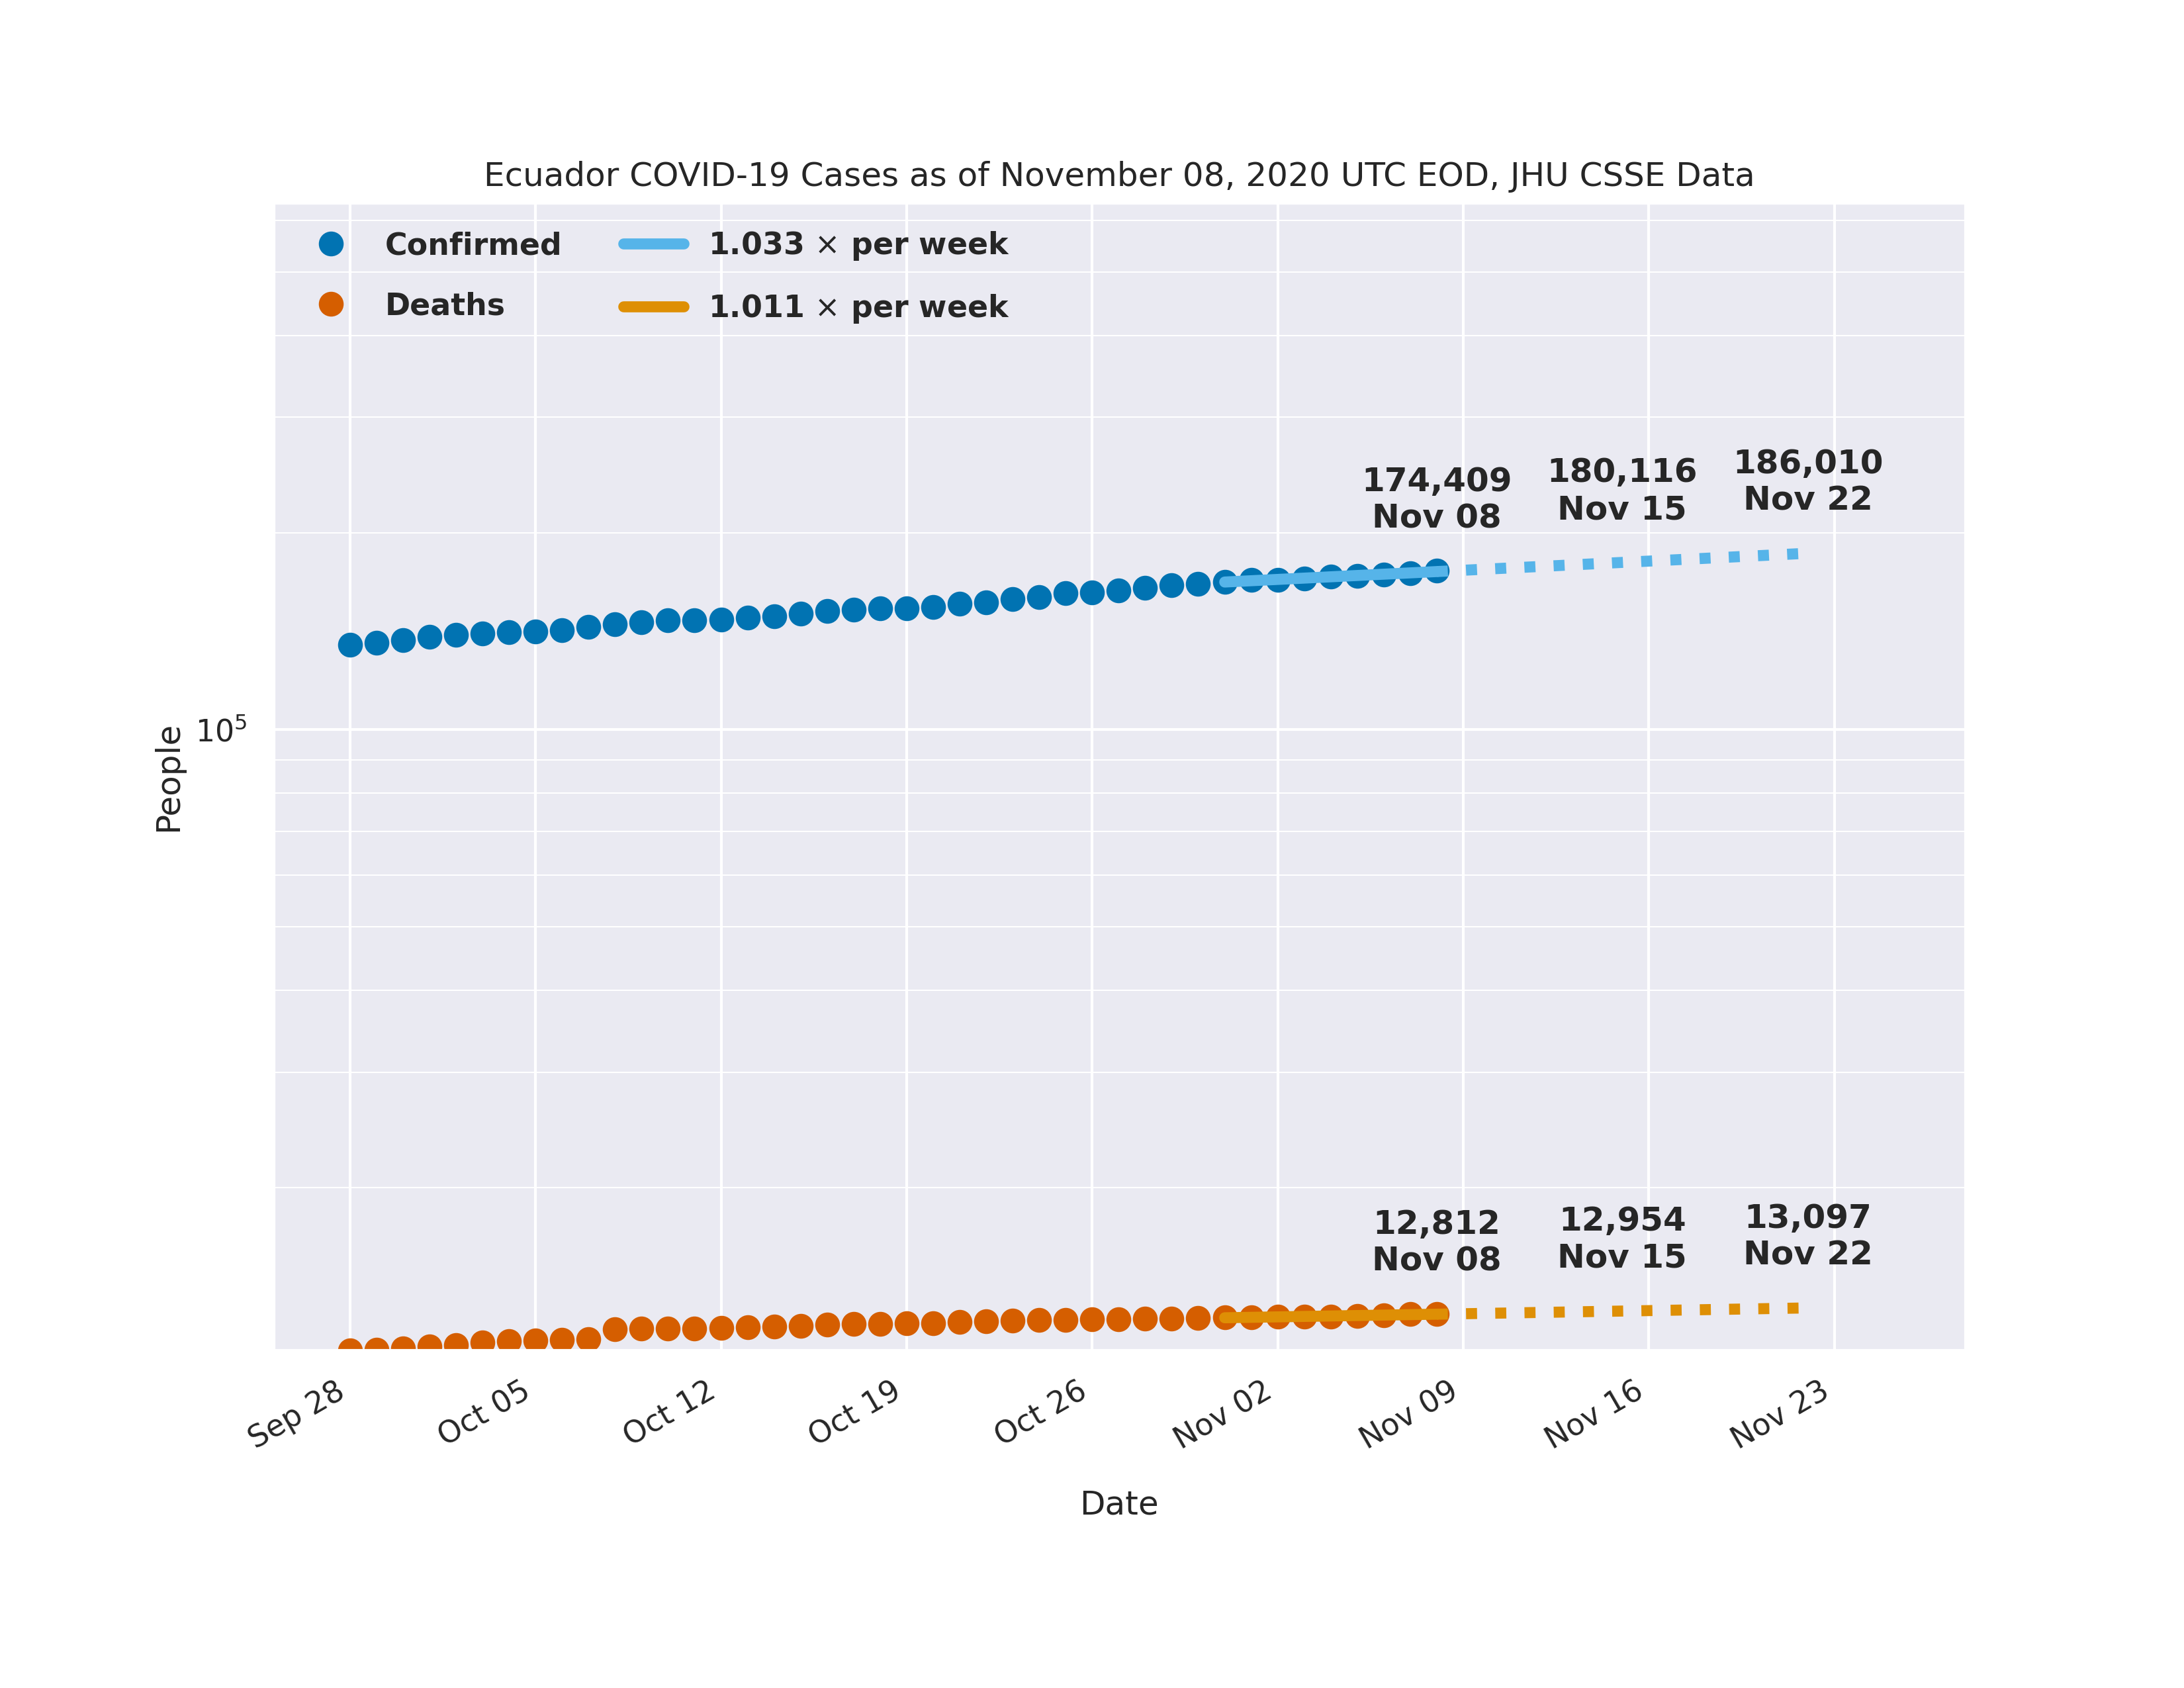 Ecuador COVID-19 Cases as of November 08, 2020 UTC EOD, JHU CSSE Data
Confirmed
Deaths
1.033 × per week
1.011 × per week
174,409
Nov 08
180,116
Nov 15
186,010
Nov 22
People
10⁵
12,812
Nov 08
12,954
Nov 15
13,097
Nov 22
Sep 28
Oct 05
Oct 12
Oct 19
Oct 26
Nov 02
Nov 09
Nov 16
Nov 23
Date